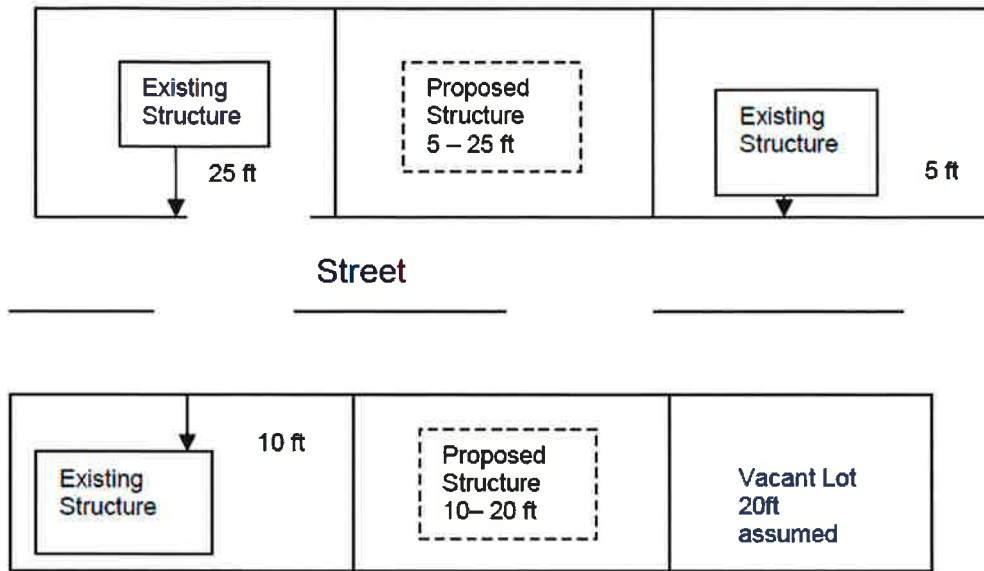 Existing
Structure
25 ft
Proposed
Structure
5 – 25 ft
Existing
Structure
5 ft
Street
10 ft
Existing
Structure
Proposed
Structure
10– 20 ft
Vacant Lot
20ft
assumed